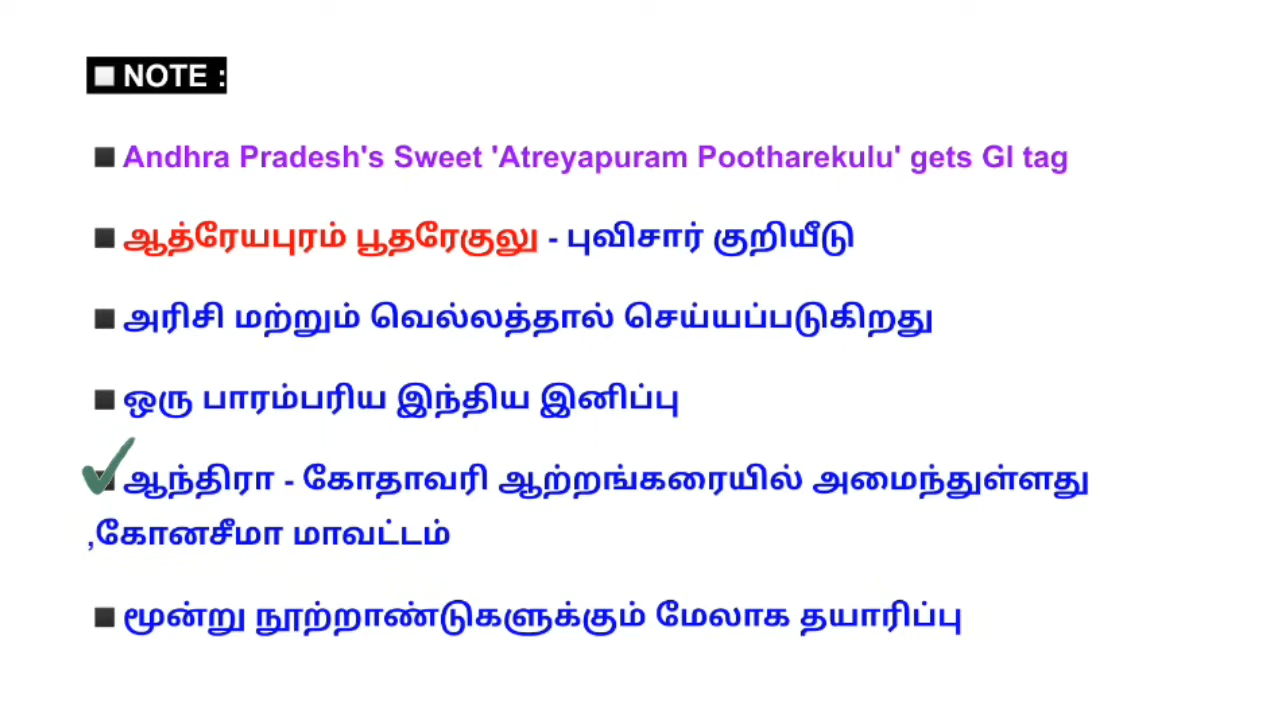 NOTE :
Andhra Pradesh's Sweet 'Atreyapuram Pootharekulu' gets GI tag
ஆத்ரேயபுரம் பூதரேகுலு - புவிசார் குறியீடு
அரிசி மற்றும் வெல்லத்தால் செய்யப்படுகிறது
ஒரு பாரம்பரிய இந்திய இனிப்பு
ஆந்திரா - கோதாவரி ஆற்றங்கரையில் அமைந்துள்ளது
,கோனசீமா மாவட்டம்
மூன்று நூற்றாண்டுகளுக்கும் மேலாக தயாரிப்பு